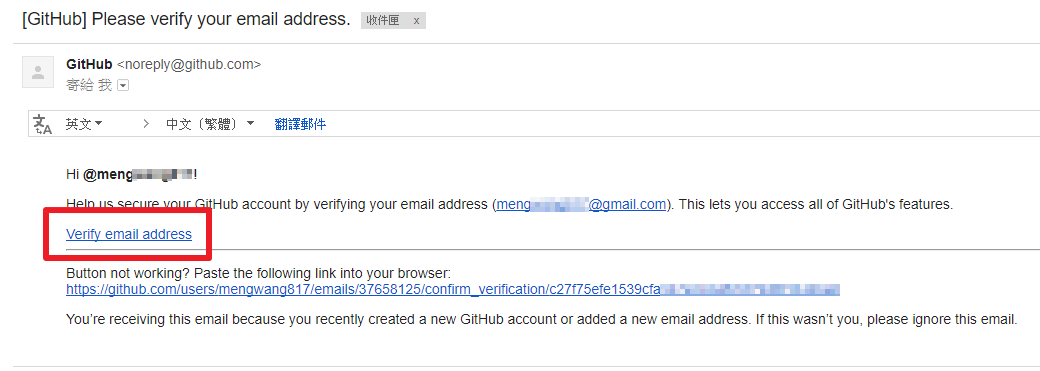 [GitHub] Please verify your email address. 收件匣 x
GitHub <noreply@github.com>
寄給 我
英文 中文（繁體） 翻譯郵件
Hi @meng!
Help us secure your GitHub account by verifying your email address (meng@gmail.com). This lets you access all of GitHub's features.
Verify email address
Button not working? Paste the following link into your browser:
https://github.com/users/mengwang817/emails/37658125/confirm_verification/c27f75efe1539cfa
You're receiving this email because you recently created a new GitHub account or added a new email address. If this wasn't you, please ignore this email.